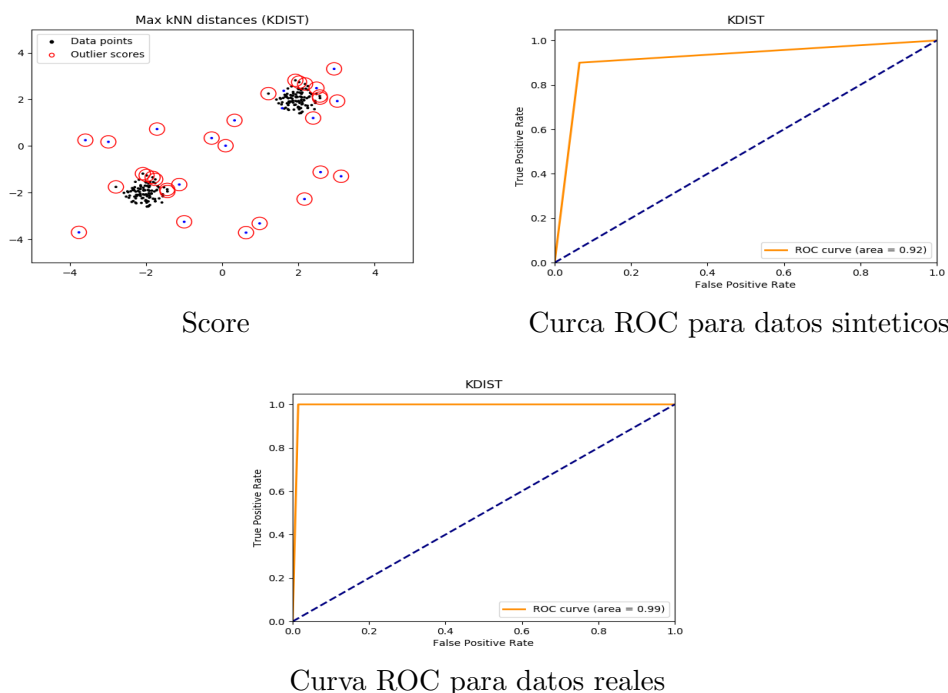 Max kNN distances (KDIST)
Data points
Outlier scores
4
2
0
−2
−4
−4
−2
0
2
4
Score
KDIST
True Positive Rate
1.0
0.8
0.6
0.4
0.2
0.0
ROC curve (area = 0.92)
0.0
0.2
0.4
0.6
0.8
1.0
False Positive Rate
Curca ROC para datos sinteticos
KDIST
True Positive Rate
1.0
0.8
0.6
0.4
0.2
0.0
ROC curve (area = 0.99)
0.0
0.2
0.4
0.6
0.8
1.0
False Positive Rate
Curva ROC para datos reales